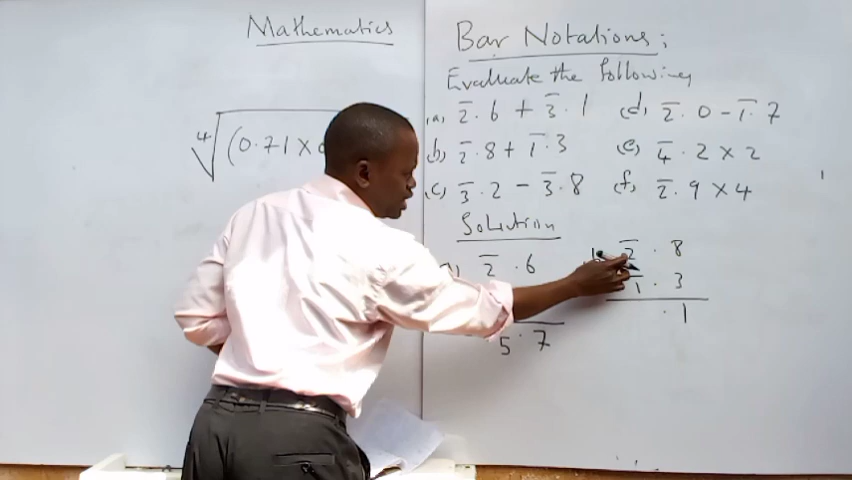 Mathematics
⁴√(0.71 ×
Bar Notations;
Evaluate the following
(a) 2̅ . 6 + 3̅ . 1
(d) 2̅ . 0 - 1̅ . 7
(b) 2̅ . 8 + 1̅ . 3
(e) 4̅ . 2 × 2
(c) 3̅ . 2 - 3̅ . 8
(f) 2̅ . 9 × 4
Solution
2̅ . 6
5 . 7
2̅ . 8
1 . 3
. 1